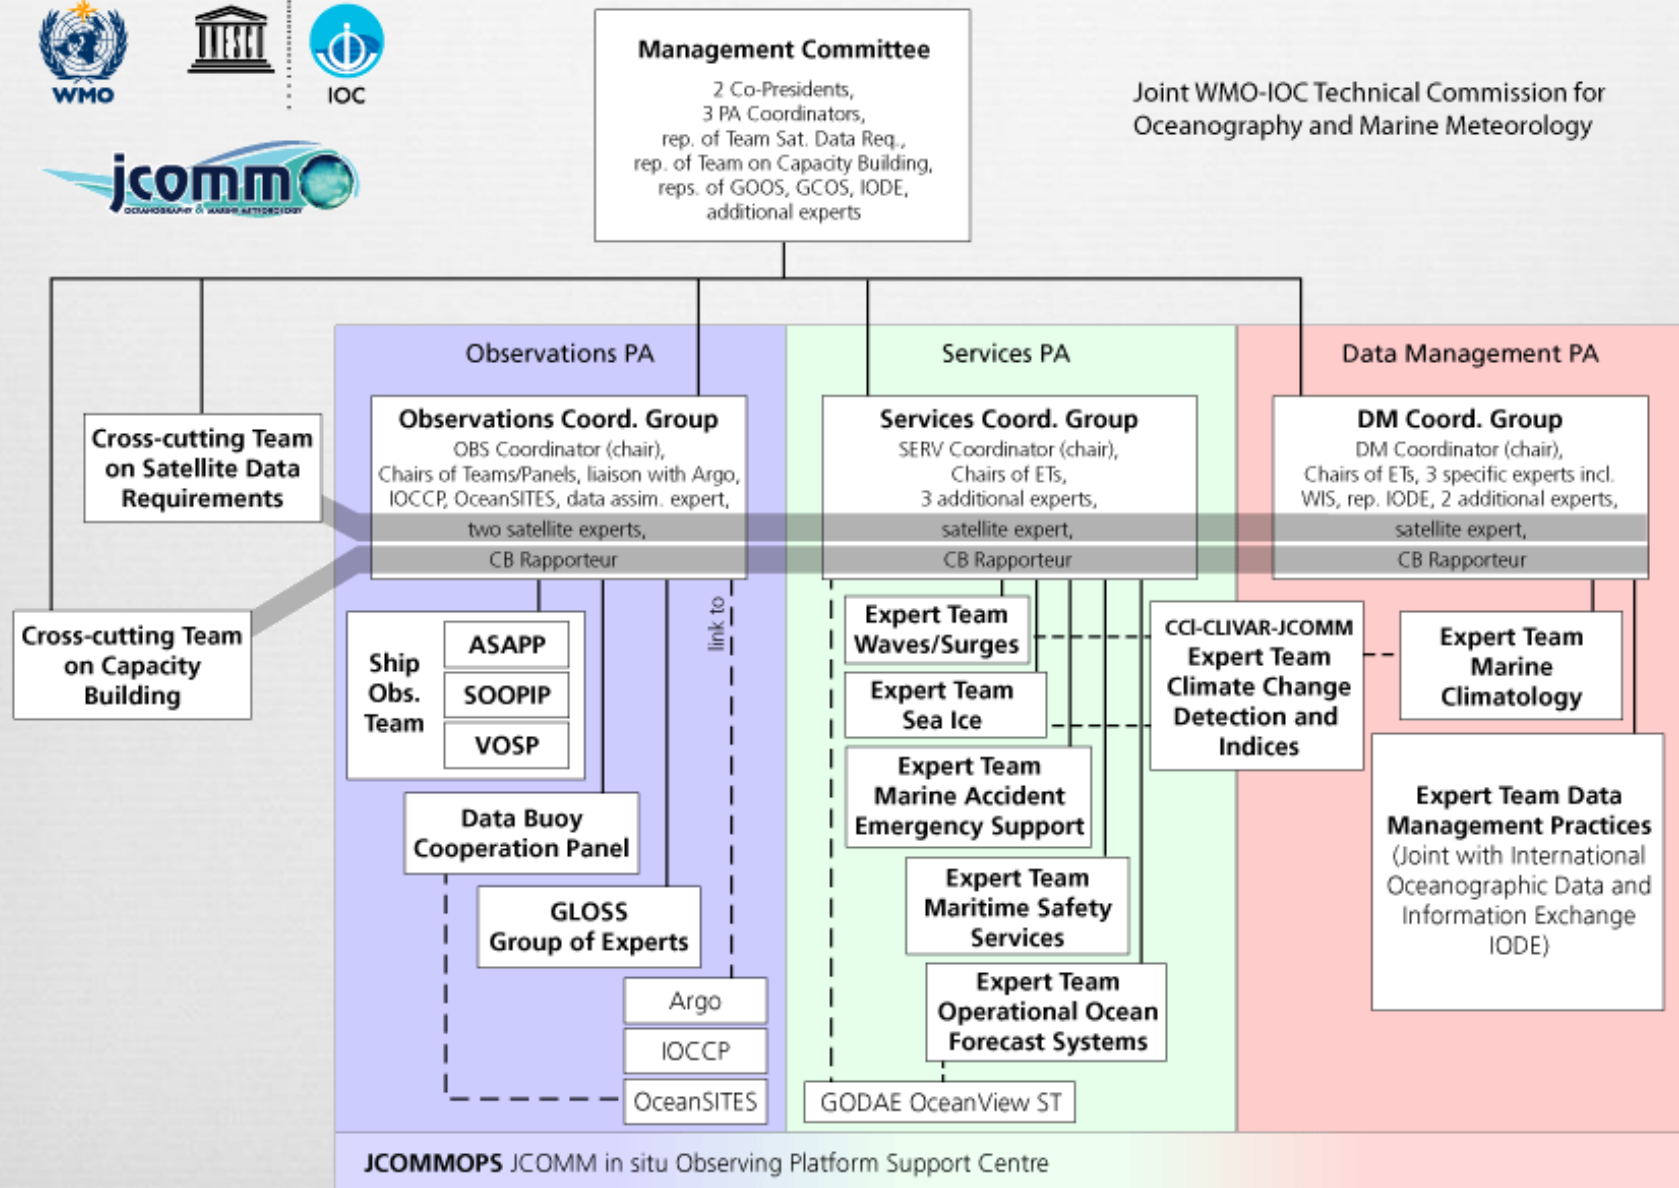 WMO
UNESCO
IOC
jcomm
OCEANOGRAPHY & MARINE METEOROLOGY
Management Committee
2 Co-Presidents,
3 PA Coordinators,
rep. of Team Sat. Data Req.,
rep. of Team on Capacity Building,
reps. of GOOS, GCOS, IODE,
additional experts
Joint WMO-IOC Technical Commission for
Oceanography and Marine Meteorology
Observations PA
Services PA
Data Management PA
Cross-cutting Team
on Satellite Data
Requirements
Cross-cutting Team
on Capacity
Building
Observations Coord. Group
OBS Coordinator (chair),
Chairs of Teams/Panels, liaison with Argo,
IOCCP, OceanSITES, data assim. expert,
two satellite experts,
CB Rapporteur
Services Coord. Group
SERV Coordinator (chair),
Chairs of ETs,
3 additional experts,
satellite expert,
CB Rapporteur
DM Coord. Group
DM Coordinator (chair),
Chairs of ETs, 3 specific experts incl.
WIS, rep. IODE, 2 additional experts,
satellite expert,
CB Rapporteur
Ship
Obs.
Team
ASAPP
SOOPIP
VOSP
link to
Data Buoy
Cooperation Panel
GLOSS
Group of Experts
Argo
IOCCP
OceanSITES
Expert Team
Waves/Surges
Expert Team
Sea Ice
Expert Team
Marine Accident
Emergency Support
Expert Team
Maritime Safety
Services
Expert Team
Operational Ocean
Forecast Systems
GODAE OceanView ST
CCl-CLIVAR-JCOMM
Expert Team
Climate Change
Detection and
Indices
Expert Team
Marine
Climatology
Expert Team Data
Management Practices
(Joint with International
Oceanographic Data and
Information Exchange
IODE)
JCOMMOPS JCOMM in situ Observing Platform Support Centre